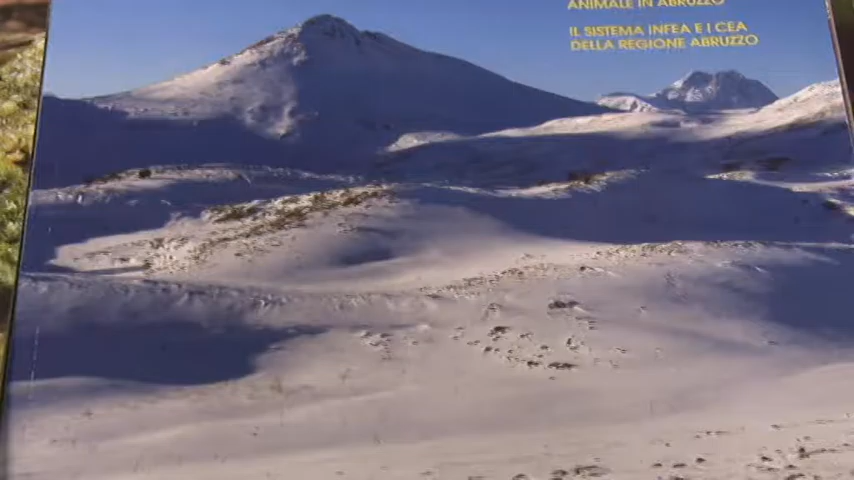 ANIMALE IN ABRUZZO
IL SISTEMA INFEA E I CEA
DELLA REGIONE ABRUZZO